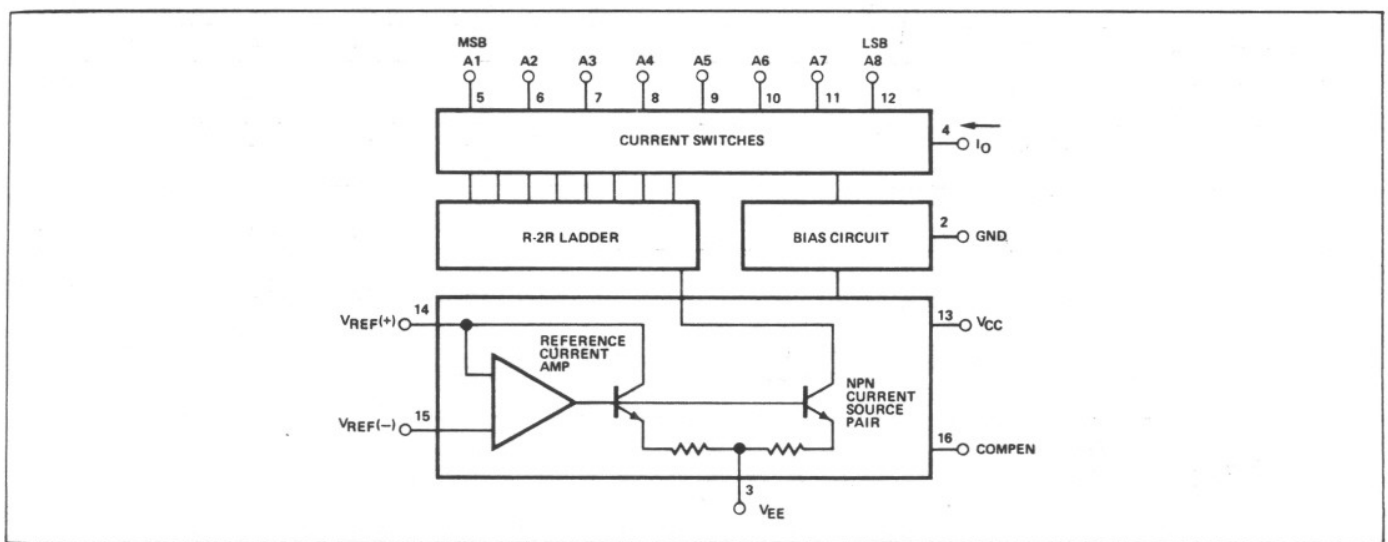 MSB
LSB
A1 A2 A3 A4 A5 A6 A7 A8
5 6 7 8 9 10 11 12
CURRENT SWITCHES
4
IO
R-2R LADDER
BIAS CIRCUIT
2
GND
VREF(+)
14
REFERENCE
CURRENT
AMP
13
VCC
NPN
CURRENT
SOURCE
PAIR
VREF(−)
15
16
COMPEN
3
VEE